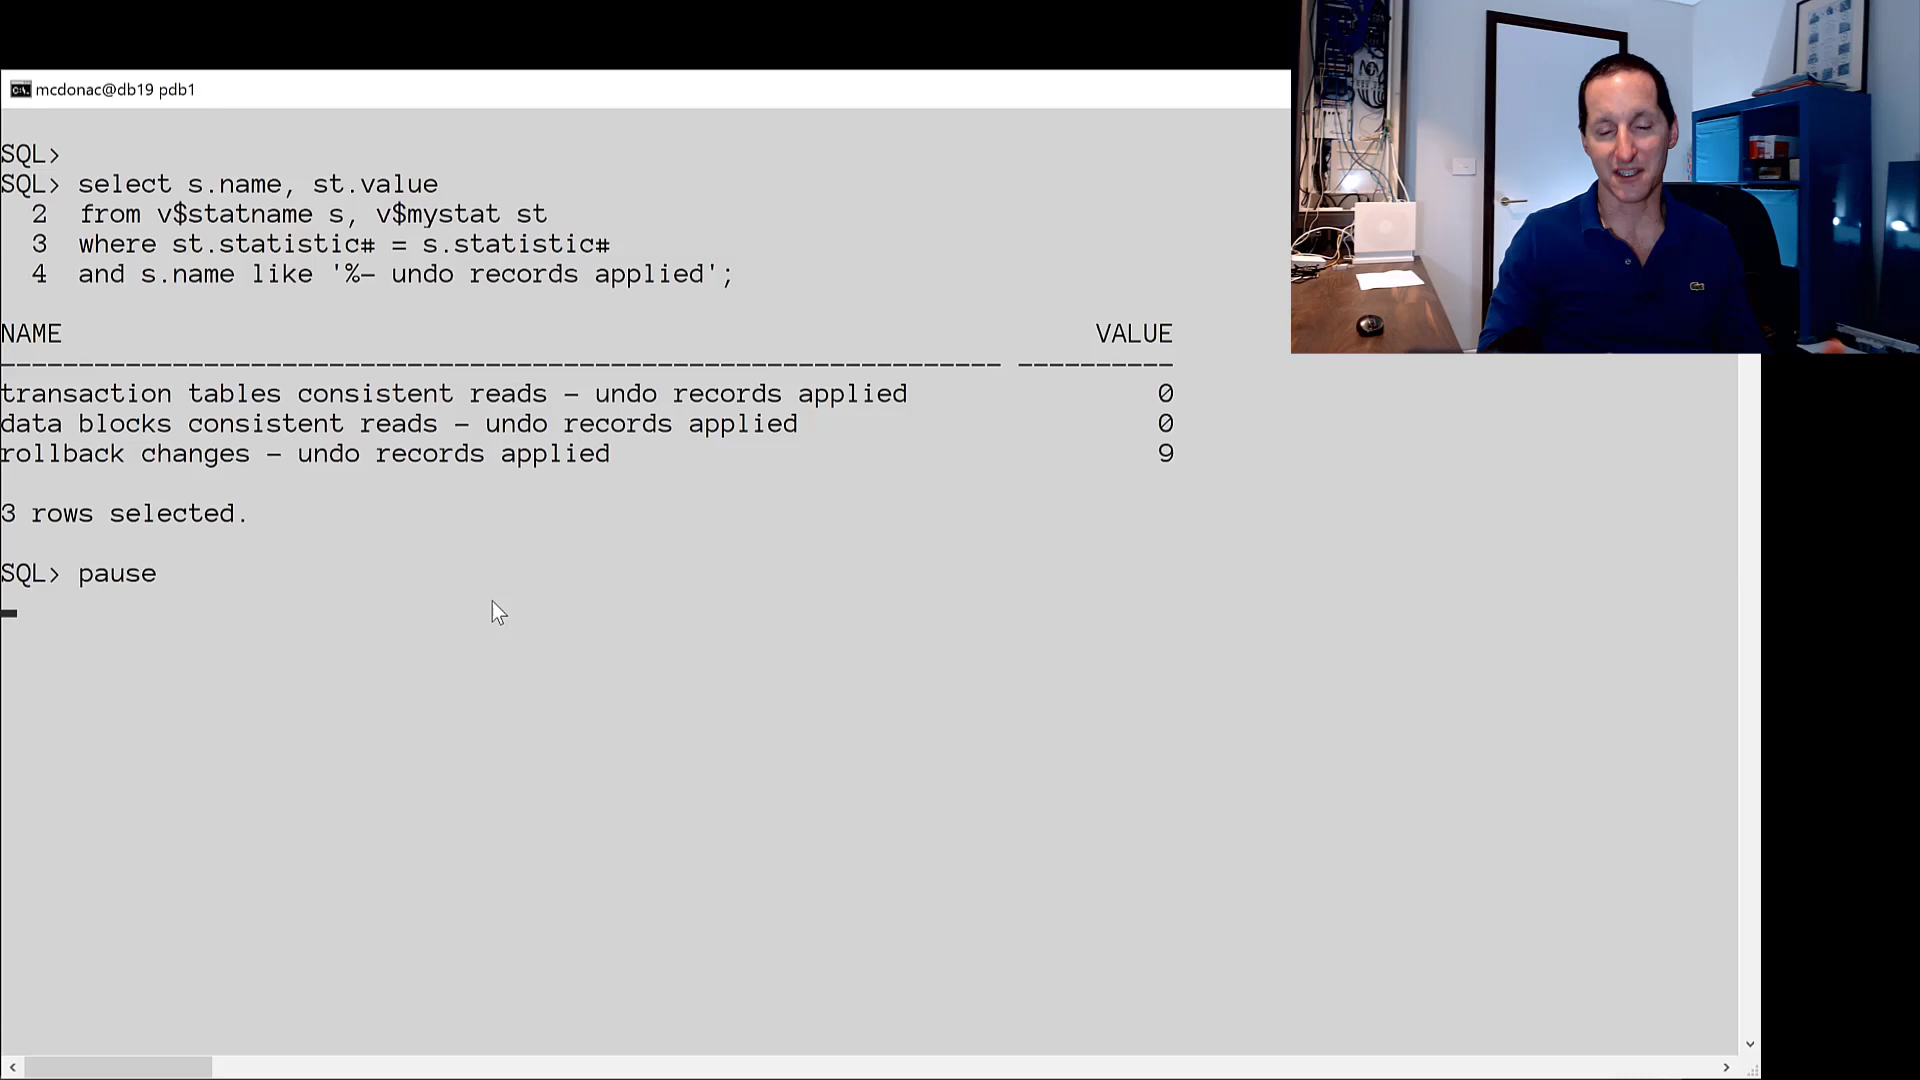 mcdonac@db19 pdb1
SQL>
SQL> select s.name, st.value
2 from v$statname s, v$mystat st
3 where st.statistic# = s.statistic#
4 and s.name like '%- undo records applied';
NAME VALUE
---------------------------------------------------------------- ----------
transaction tables consistent reads - undo records applied 0
data blocks consistent reads - undo records applied 0
rollback changes - undo records applied 9
3 rows selected.
SQL> pause